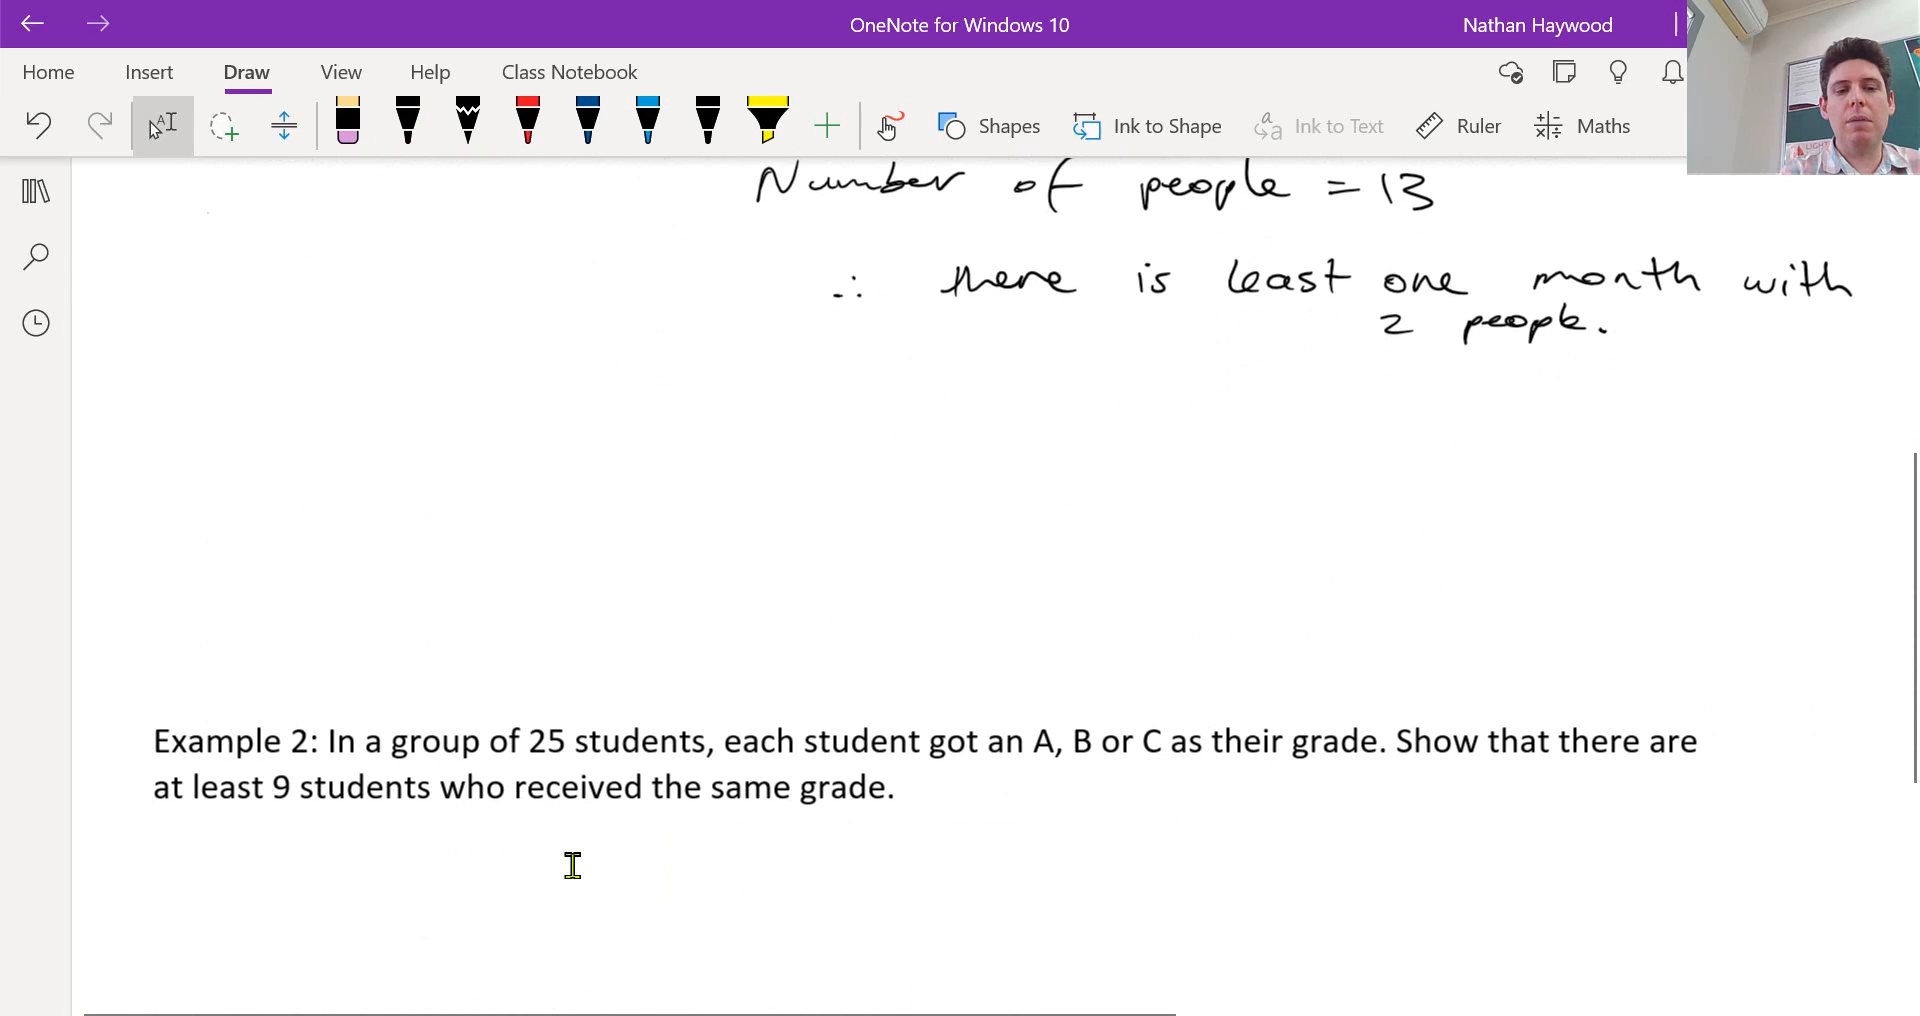 OneNote for Windows 10
Nathan Haywood
Home Insert Draw View Help Class Notebook
Shapes Ink to Shape Ink to Text Ruler Maths
Number of people = 13
∴ there is least one month with
2 people.
Example 2: In a group of 25 students, each student got an A, B or C as their grade. Show that there are
at least 9 students who received the same grade.